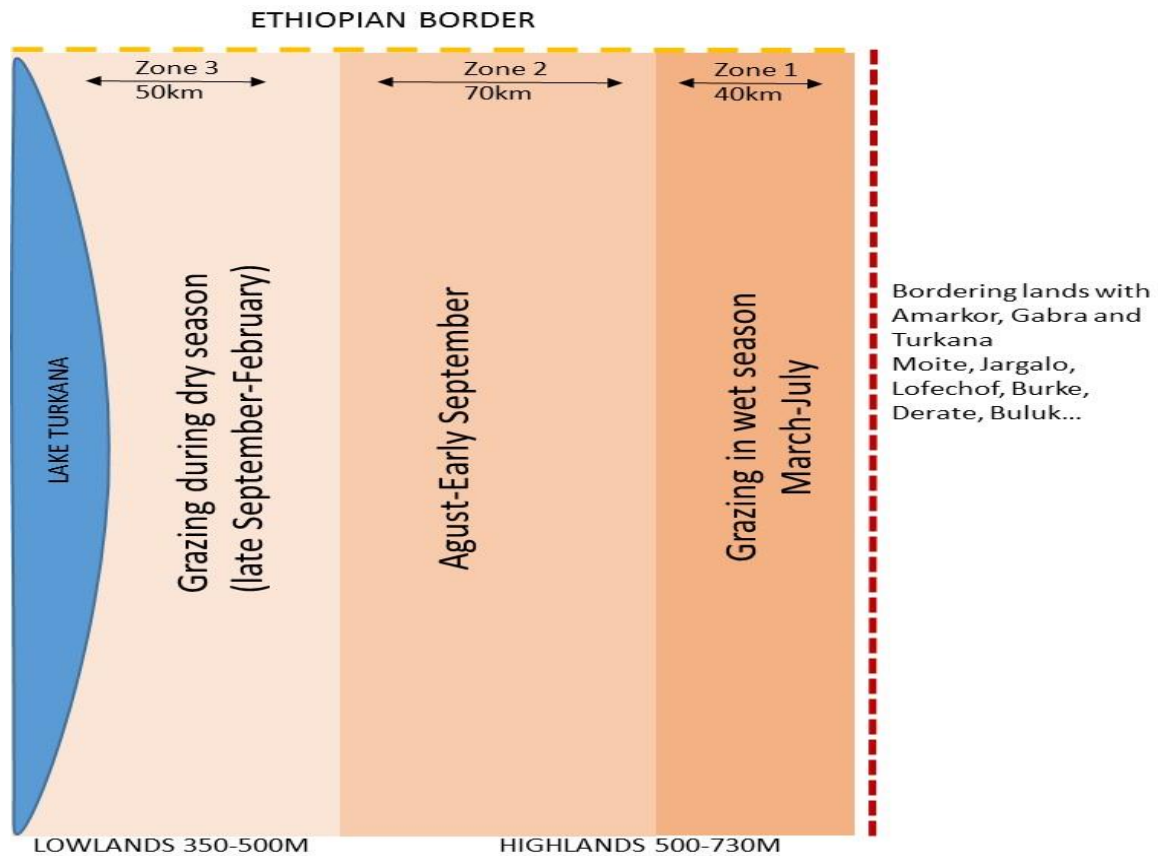 ETHIOPIAN BORDER
Zone 3
50km
Zone 2
70km
Zone 1
40km
LAKE TURKANA
Grazing during dry season
(late September-February)
Agust-Early September
Grazing in wet season
March-July
Bordering lands with
Amarkor, Gabra and
Turkana
Moite, Jargalo,
Lofechof, Burke,
Derate, Buluk...
LOWLANDS 350-500M
HIGHLANDS 500-730M